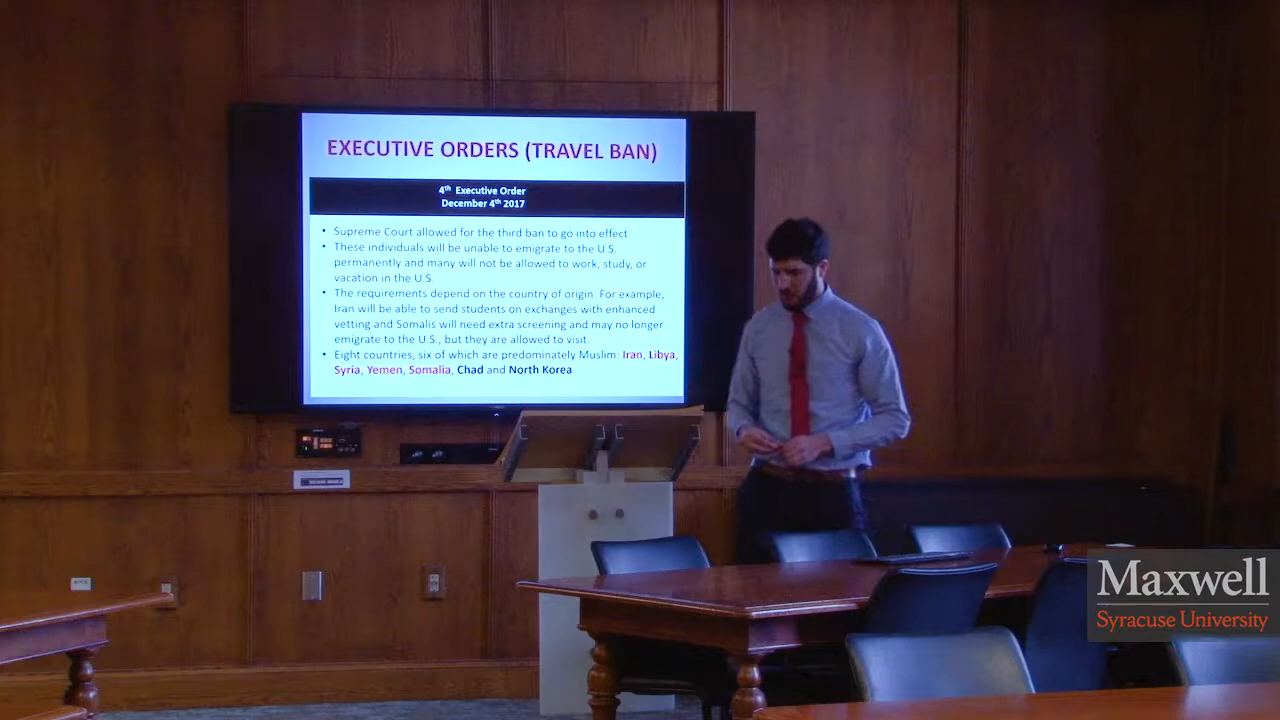 EXECUTIVE ORDERS (TRAVEL BAN)
4th Executive Order
December 4th 2017
• Supreme Court allowed for the third ban to go into effect
• These individuals will be unable to emigrate to the U.S.
permanently and many will not be allowed to work, study, or
vacation in the U.S.
• The requirements depend on the country of origin. For example,
Iran will be able to send students on exchanges with enhanced
vetting and Somalis will need extra screening and may no longer
emigrate to the U.S., but they are allowed to visit.
• Eight countries, six of which are predominately Muslim: Iran, Libya,
Syria, Yemen, Somalia, Chad and North Korea
Maxwell
Syracuse University